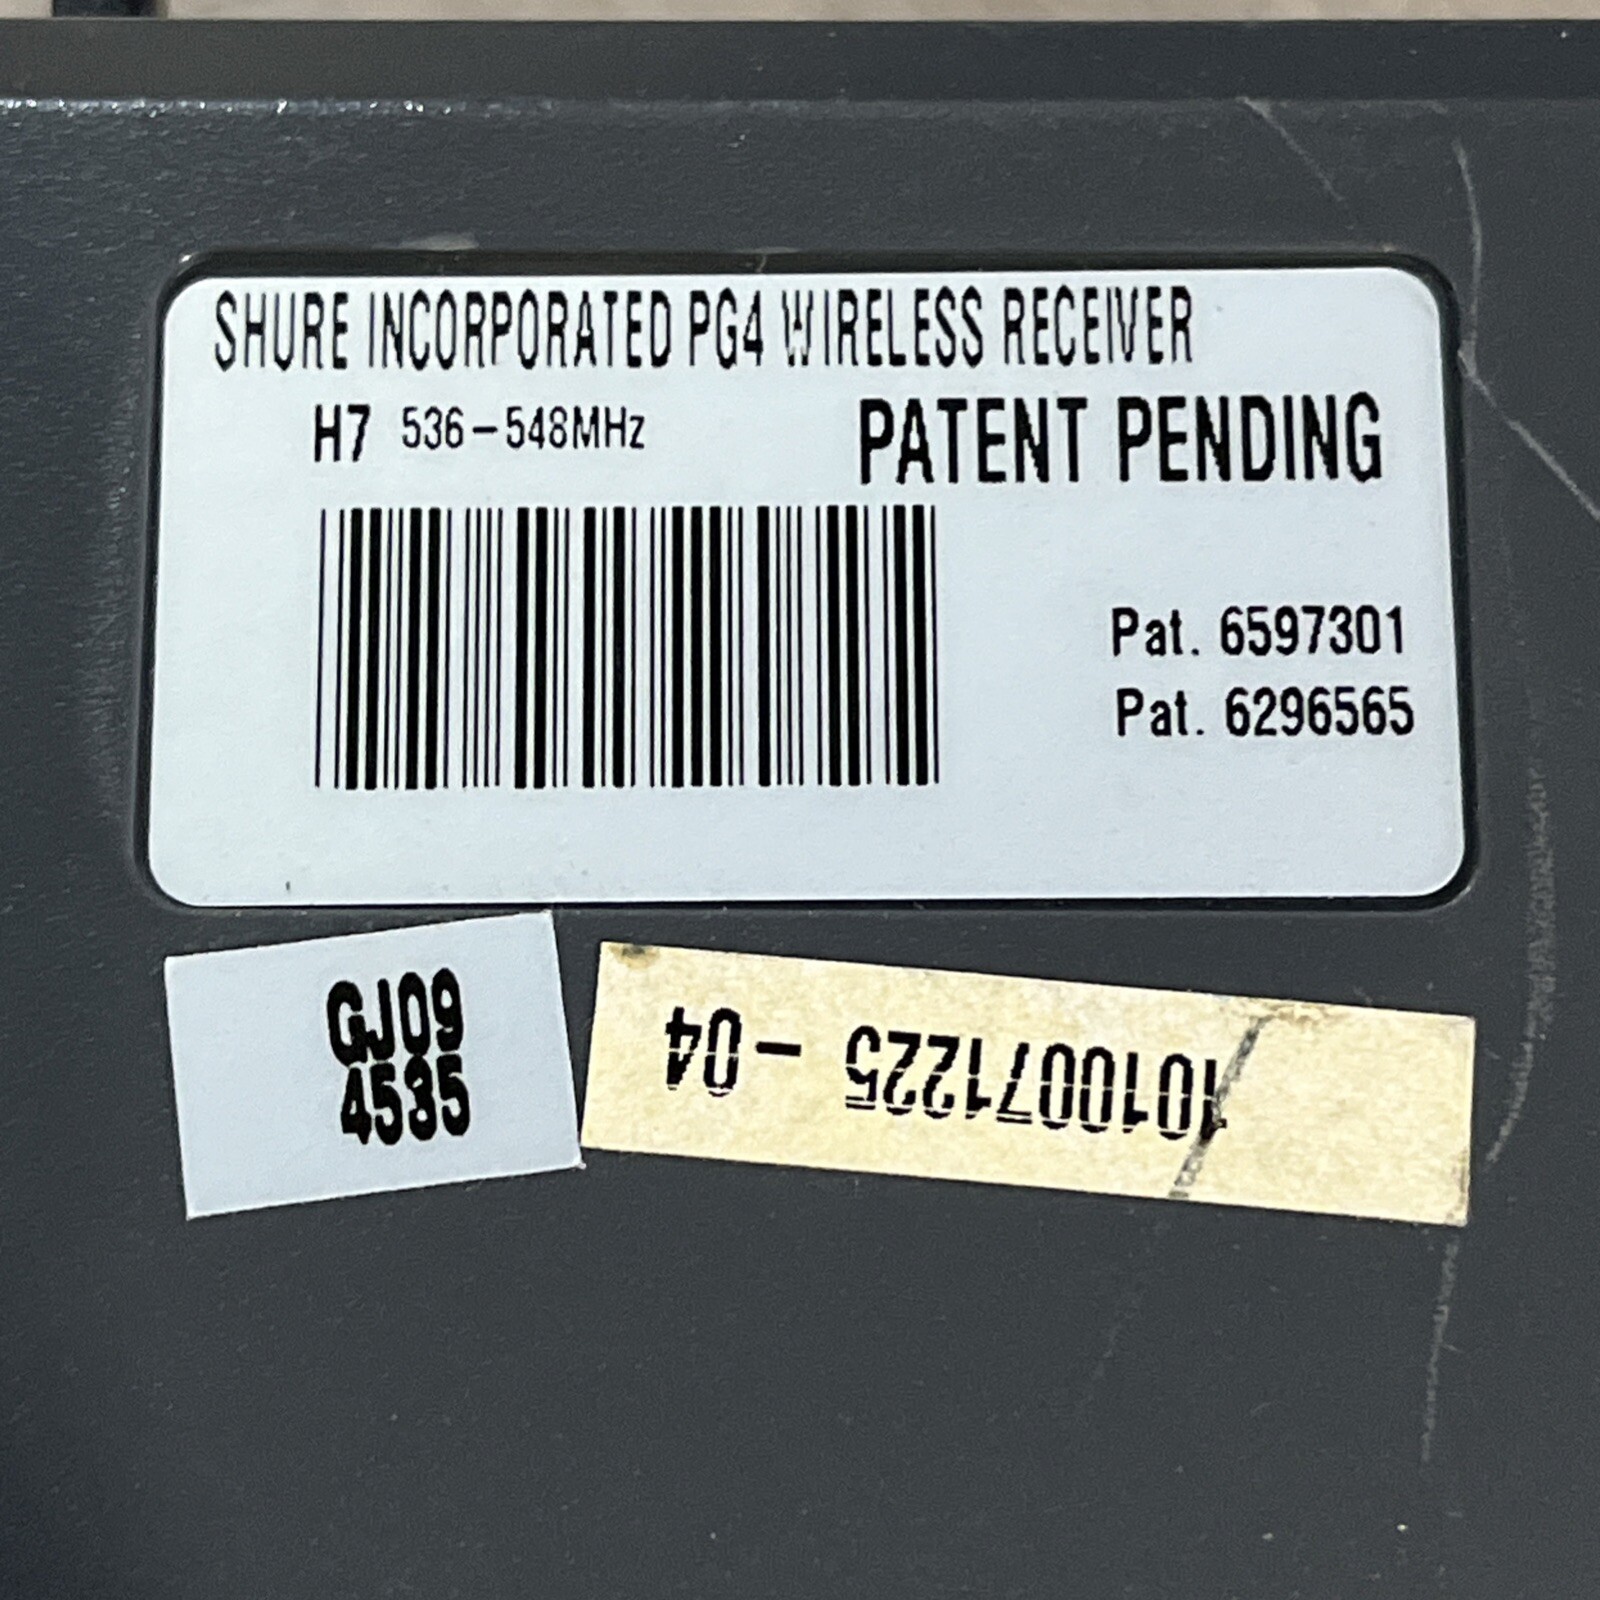 SHURE INCORPORATED PG4 WIRELESS RECEIVER
H7 536-548MHz
PATENT PENDING
Pat. 6597301
Pat. 6296565
GJ09
4535
1010071225 - 04